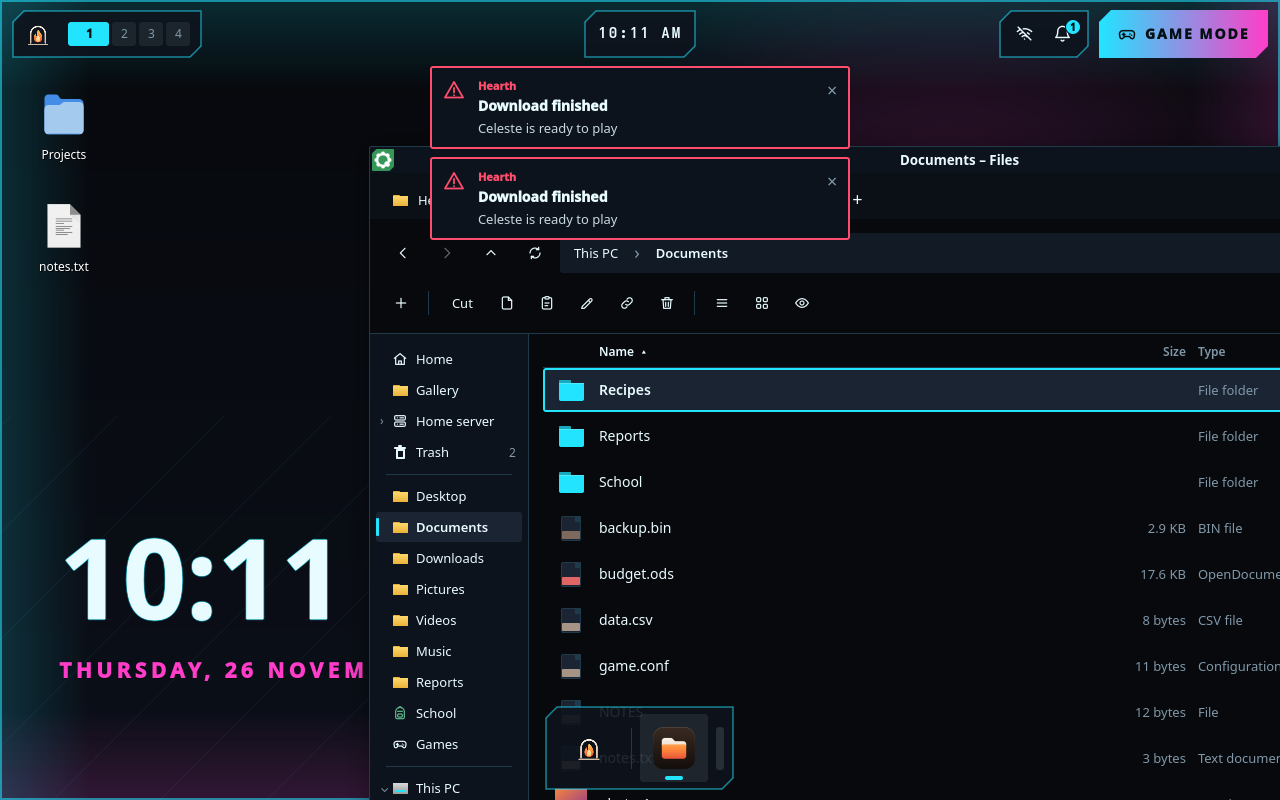 1 2 3 4
10:11 AM
1
GAME MODE
Hearth
Download finished
Celeste is ready to play
Hearth
Download finished
Celeste is ready to play
Projects
notes.txt
10:11
THURSDAY, 26 NOVEM
Documents – Files
This PC
Documents
Cut
Home
Gallery
Home server
Trash 2
Desktop
Documents
Downloads
Pictures
Videos
Music
Reports
School
Games
This PC
Name Size Type
Recipes File folder
Reports File folder
School File folder
backup.bin 2.9 KB BIN file
budget.ods 17.6 KB OpenDocume
data.csv 8 bytes CSV file
game.conf 11 bytes Configuration
NOTES 12 bytes File
notes.tx 3 bytes Text documen